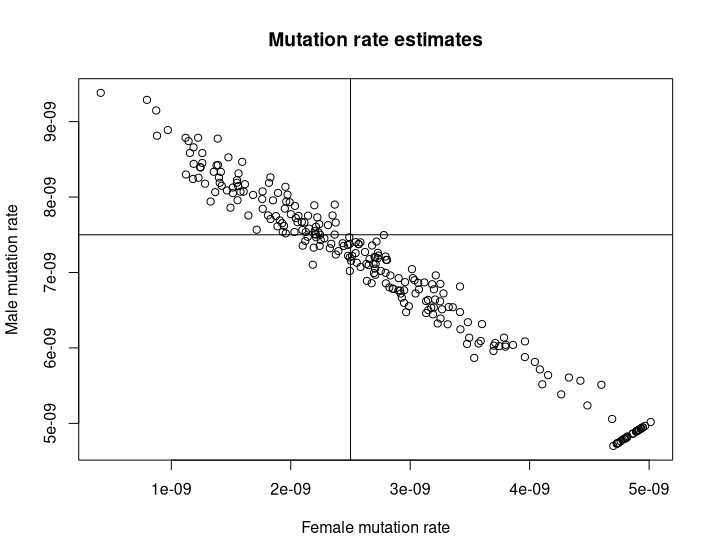 Mutation rate estimates
Male mutation rate
9e-09
8e-09
7e-09
6e-09
5e-09
1e-09 2e-09 3e-09 4e-09 5e-09
Female mutation rate